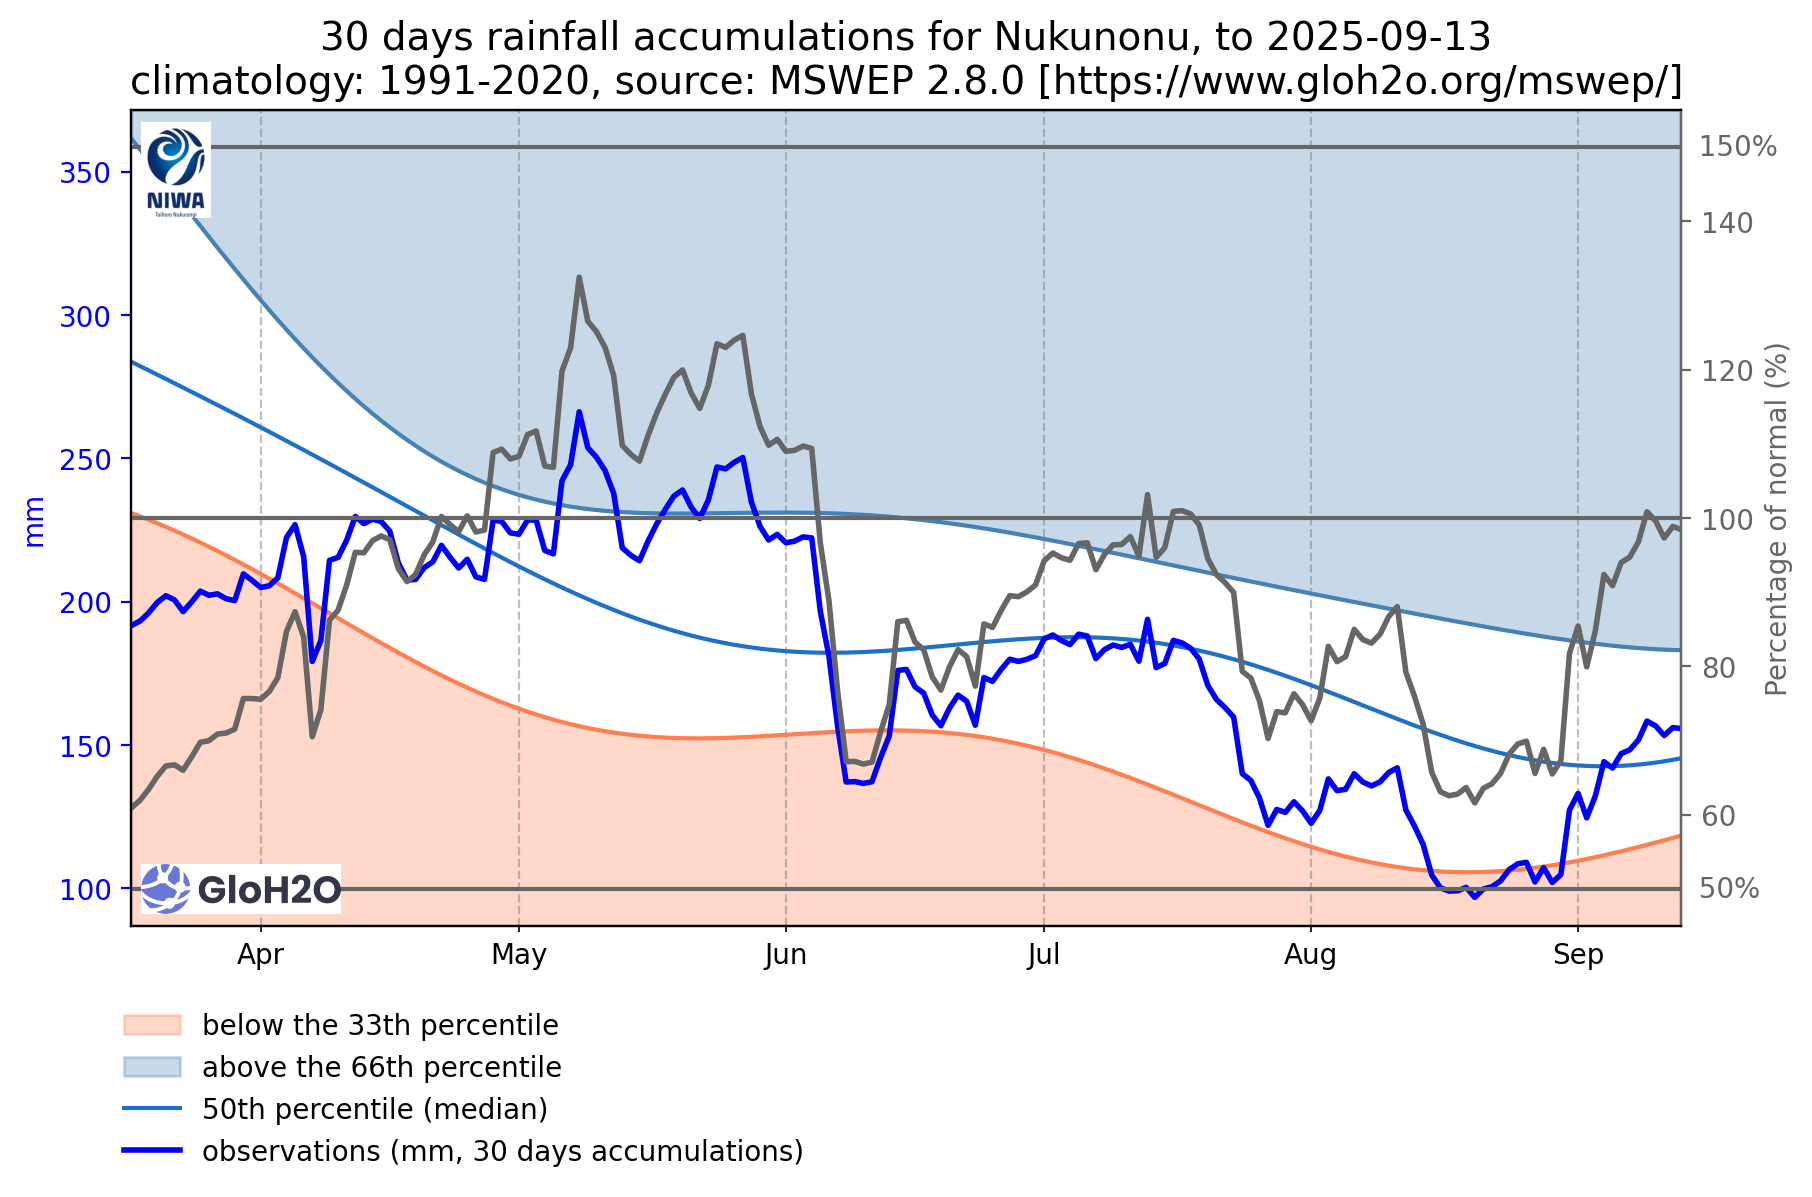 30 days rainfall accumulations for Nukunonu, to 2025-09-13
climatology: 1991-2020, source: MSWEP 2.8.0 [https://www.gloh2o.org/mswep/]
NIWA
Taihoro Nukurangi
350
300
250
200
150
100
mm
150%
140
120
100
80
60
50%
Percentage of normal (%)
GloH2O
Apr May Jun Jul Aug Sep
below the 33th percentile
above the 66th percentile
50th percentile (median)
observations (mm, 30 days accumulations)